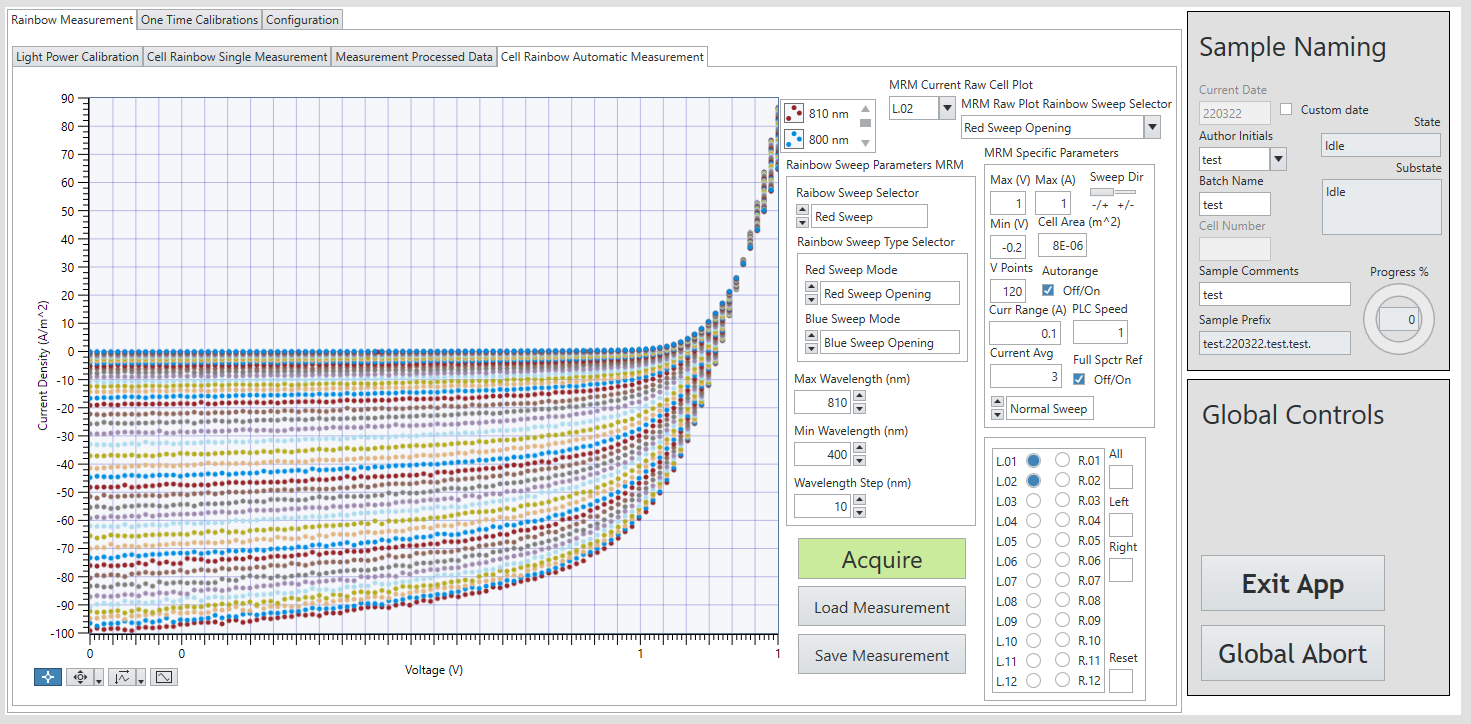 Rainbow Measurement One Time Calibrations Configuration
Light Power Calibration Cell Rainbow Single Measurement Measurement Processed Data Cell Rainbow Automatic Measurement
90
80
70
60
50
40
30
20
10
0
-10
-20
-30
-40
-50
-60
-70
-80
-90
-100
Current Density (A/m^2)
0 0 1 1
Voltage (V)
810 nm
800 nm
MRM Current Raw Cell Plot
L.02
MRM Raw Plot Rainbow Sweep Selector
Red Sweep Opening
Rainbow Sweep Parameters MRM
Raibow Sweep Selector
Red Sweep
Rainbow Sweep Type Selector
Red Sweep Mode
Red Sweep Opening
Blue Sweep Mode
Blue Sweep Opening
Max Wavelength (nm)
810
Min Wavelength (nm)
400
Wavelength Step (nm)
10
Acquire
Load Measurement
Save Measurement
MRM Specific Parameters
Max (V) Max (A) Sweep Dir
1 1
-/+ +/-
Min (V) Cell Area (m^2)
-0.2 8E-06
V Points Autorange
120 Off/On
Curr Range (A) PLC Speed
0.1 1
Current Avg Full Spctr Ref
3 Off/On
Normal Sweep
L.01 R.01 All
L.02 R.02
L.03 R.03 Left
L.04 R.04
L.05 R.05 Right
L.06 R.06
L.07 R.07
L.08 R.08
L.09 R.09
L.10 R.10
L.11 R.11 Reset
L.12 R.12
Sample Naming
Current Date
220322 Custom date
State
Author Initials
test
Idle
Batch Name
test
Substate
Idle
Cell Number
Sample Comments
test
Progress %
0
Sample Prefix
test.220322.test.test.
Global Controls
Exit App
Global Abort